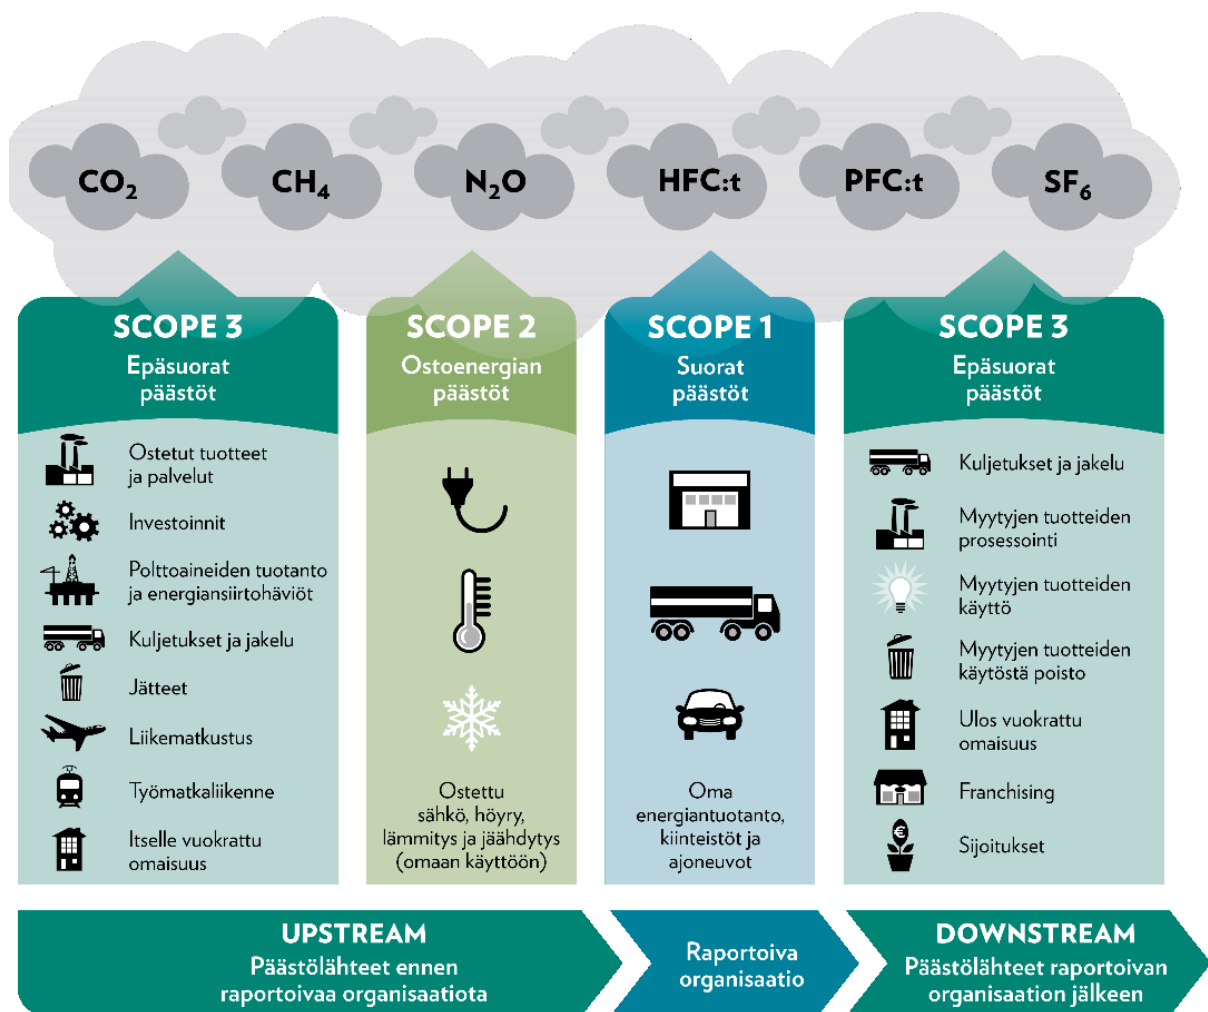 CO₂
CH₄
N₂O
HFC:t
PFC:t
SF₆
SCOPE 3
Epäsuorat
päästöt
Ostetut tuotteet
ja palvelut
Investoinnit
Polttoaineiden tuotanto
ja energiansiirtohäviöt
Kuljetukset ja jakelu
Jätteet
Liikematkustus
Työmatkaliikenne
Itselle vuokrattu
omaisuus
SCOPE 2
Ostoenergian
päästöt
Ostettu
sähkö, höyry,
lämmitys ja jäähdytys
(omaan käyttöön)
SCOPE 1
Suorat
päästöt
Oma
energiantuotanto,
kiinteistöt ja
ajoneuvot
SCOPE 3
Epäsuorat
päästöt
Kuljetukset ja jakelu
Myytyjen tuotteiden
prosessointi
Myytyjen tuotteiden
käyttö
Myytyjen tuotteiden
käytöstä poisto
Ulos vuokrattu
omaisuus
Franchising
€
Sijoitukset
UPSTREAM
Päästölähteet ennen
raportoivaa organisaatiota
Raportoiva
organisaatio
DOWNSTREAM
Päästölähteet raportoivan
organisaation jälkeen